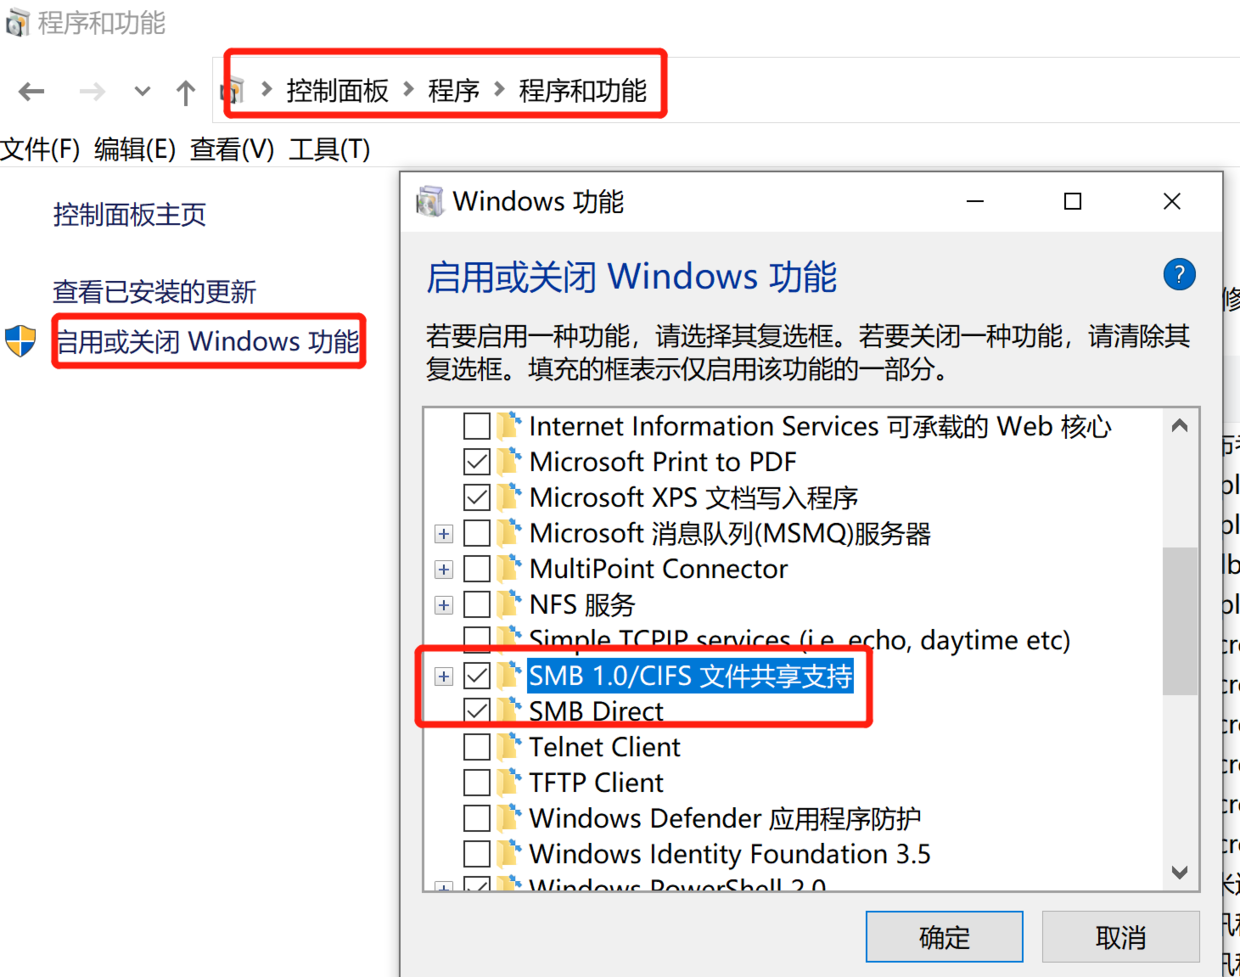 程序和功能
控制面板 > 程序 > 程序和功能
文件(F) 编辑(E) 查看(V) 工具(T)
控制面板主页
查看已安装的更新
启用或关闭 Windows 功能
Windows 功能
启用或关闭 Windows 功能
?
若要启用一种功能，请选择其复选框。若要关闭一种功能，请清除其
复选框。填充的框表示仅启用该功能的一部分。
Internet Information Services 可承载的 Web 核心
Microsoft Print to PDF
Microsoft XPS 文档写入程序
Microsoft 消息队列(MSMQ)服务器
MultiPoint Connector
NFS 服务
Simple TCPIP services (i.e. echo, daytime etc)
SMB 1.0/CIFS 文件共享支持
SMB Direct
Telnet Client
TFTP Client
Windows Defender 应用程序防护
Windows Identity Foundation 3.5
Windows PowerShell 2.0
确定
取消